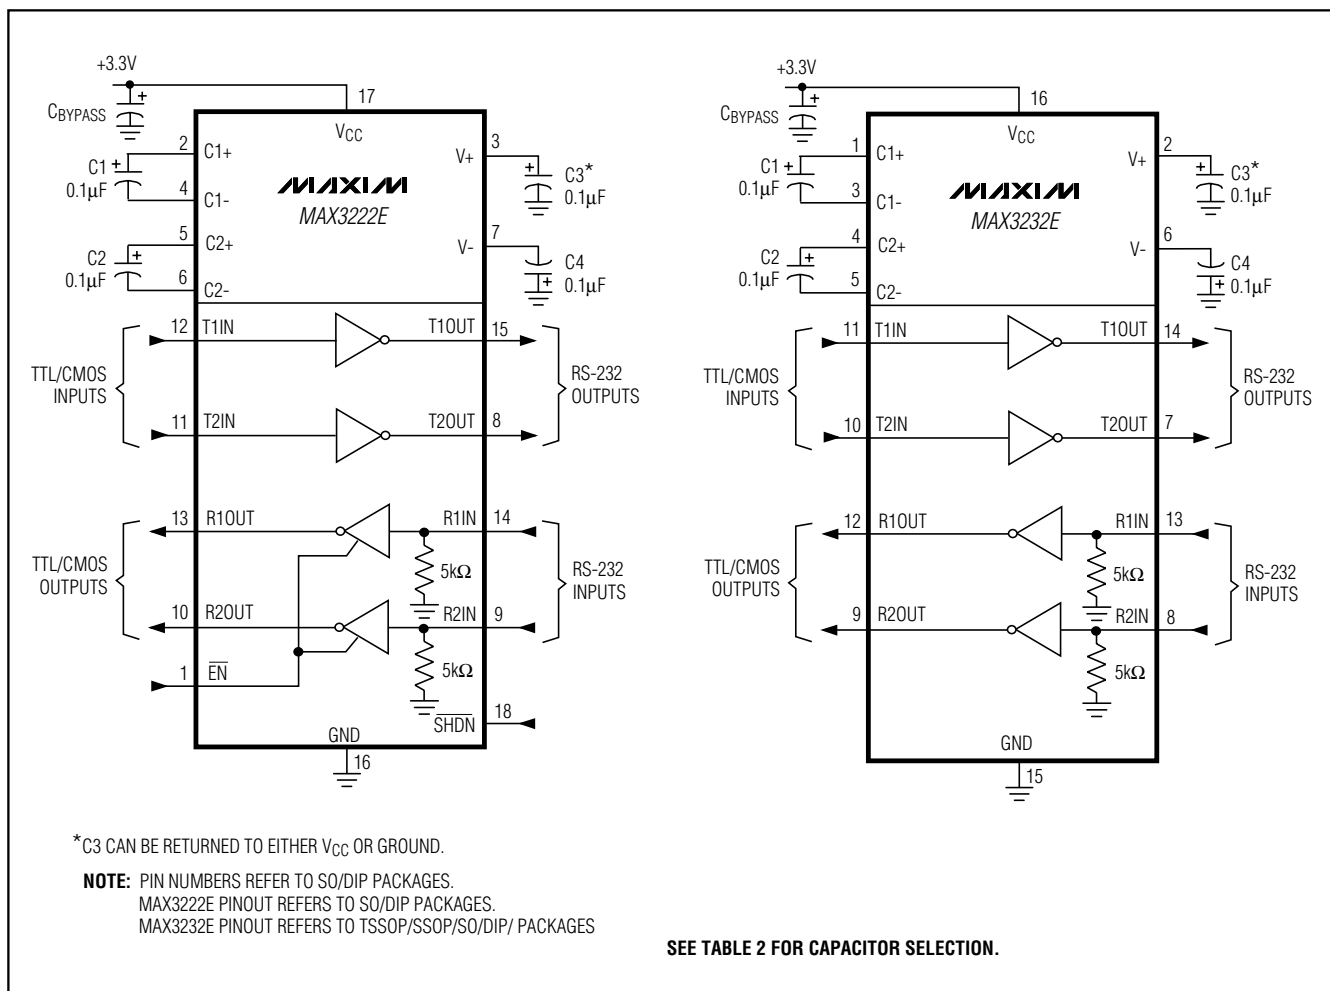 +3.3V
CBYPASS
17
VCC
2
C1+
C1
0.1µF
4
C1-
3
V+
C3*
0.1µF
MAXIM
MAX3222E
5
C2+
C2
0.1µF
6
C2-
7
V-
C4
0.1µF
12
T1IN
T1OUT
15
TTL/CMOS
INPUTS
RS-232
OUTPUTS
11
T2IN
T2OUT
8
13
R1OUT
R1IN
14
TTL/CMOS
OUTPUTS
5kΩ
RS-232
INPUTS
10
R2OUT
R2IN
9
1
EN
5kΩ
SHDN
18
GND
16
+3.3V
CBYPASS
16
VCC
1
C1+
C1
0.1µF
3
C1-
2
V+
C3*
0.1µF
MAXIM
MAX3232E
4
C2+
C2
0.1µF
5
C2-
6
V-
C4
0.1µF
11
T1IN
T1OUT
14
TTL/CMOS
INPUTS
RS-232
OUTPUTS
10
T2IN
T2OUT
7
12
R1OUT
R1IN
13
TTL/CMOS
OUTPUTS
5kΩ
RS-232
INPUTS
9
R2OUT
R2IN
8
5kΩ
GND
15
*C3 CAN BE RETURNED TO EITHER VCC OR GROUND.
NOTE: PIN NUMBERS REFER TO SO/DIP PACKAGES.
MAX3222E PINOUT REFERS TO SO/DIP PACKAGES.
MAX3232E PINOUT REFERS TO TSSOP/SSOP/SO/DIP/ PACKAGES
SEE TABLE 2 FOR CAPACITOR SELECTION.